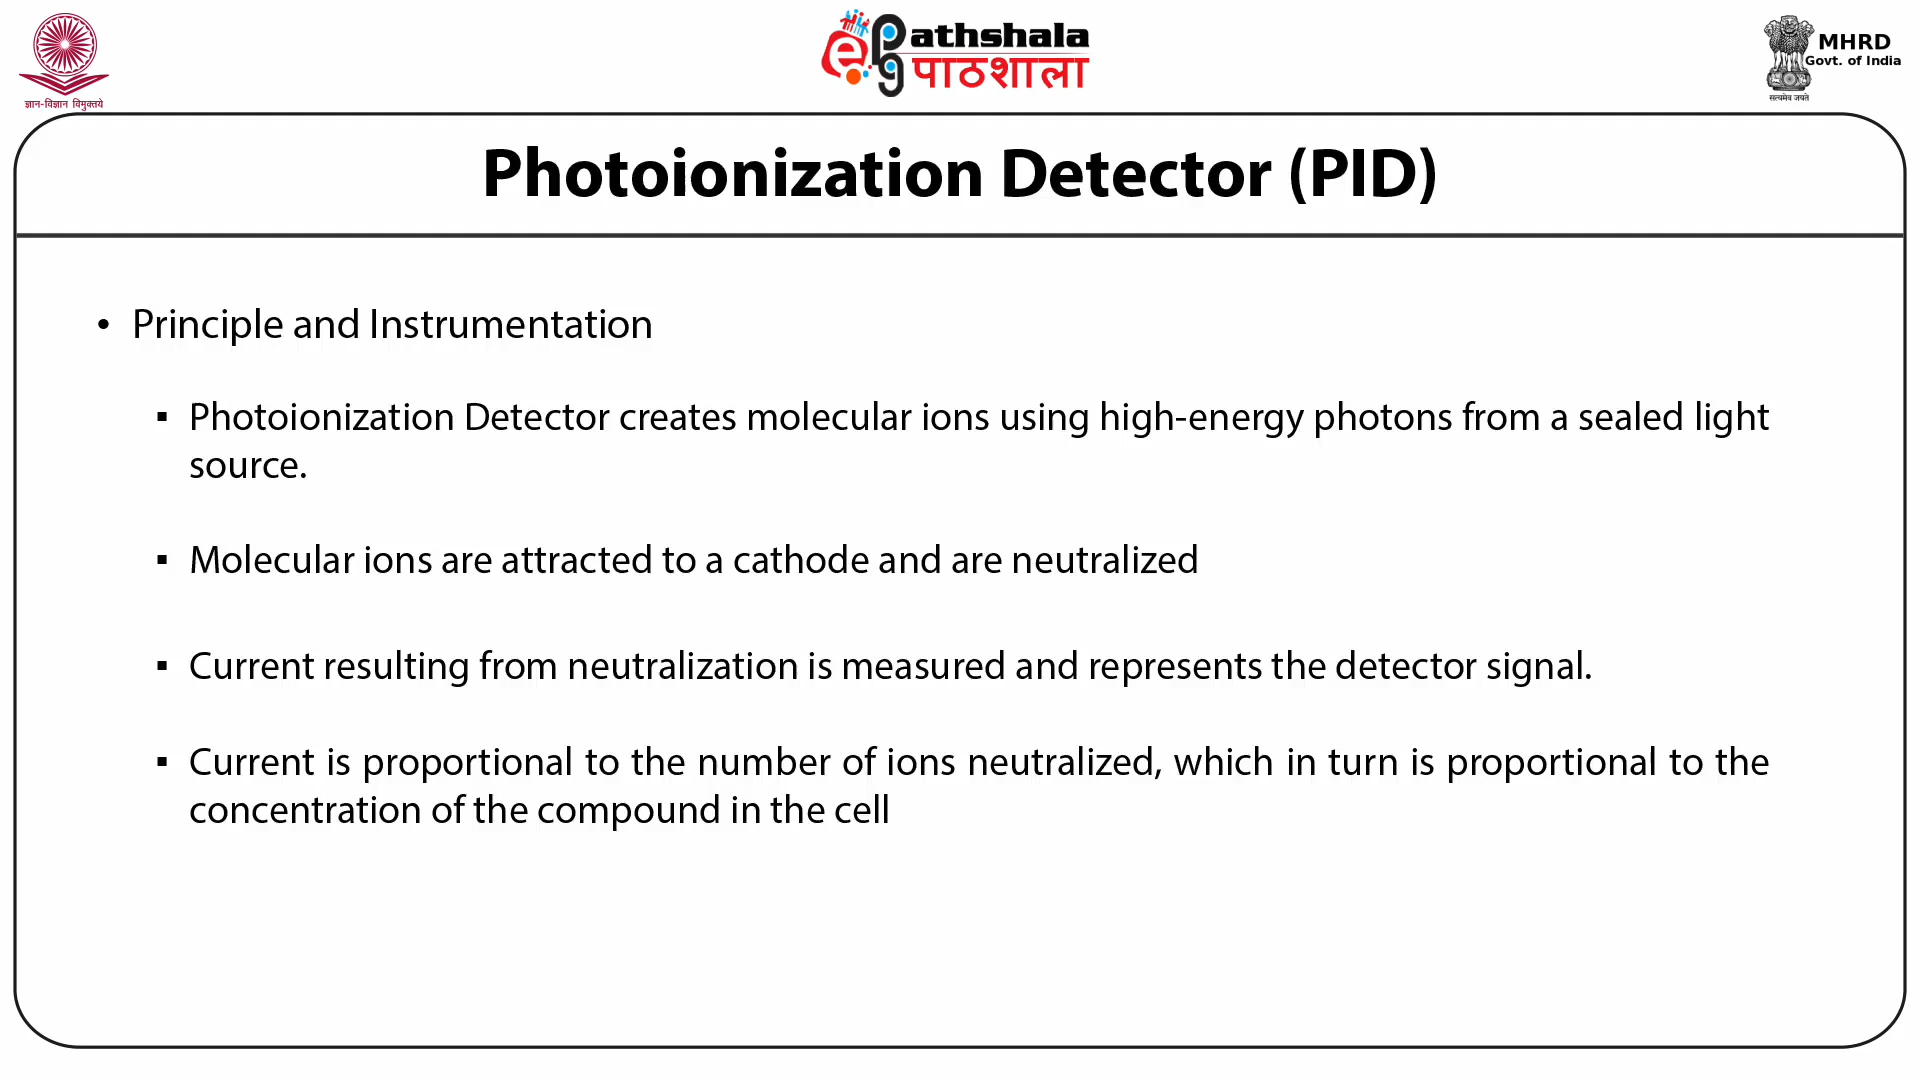 ज्ञान-विज्ञान विमुक्तये
ePathshala
पाठशाला
MHRD
Govt. of India
सत्यमेव जयते
Photoionization Detector (PID)
• Principle and Instrumentation
▪ Photoionization Detector creates molecular ions using high-energy photons from a sealed light
source.
▪ Molecular ions are attracted to a cathode and are neutralized
▪ Current resulting from neutralization is measured and represents the detector signal.
▪ Current is proportional to the number of ions neutralized, which in turn is proportional to the
concentration of the compound in the cell